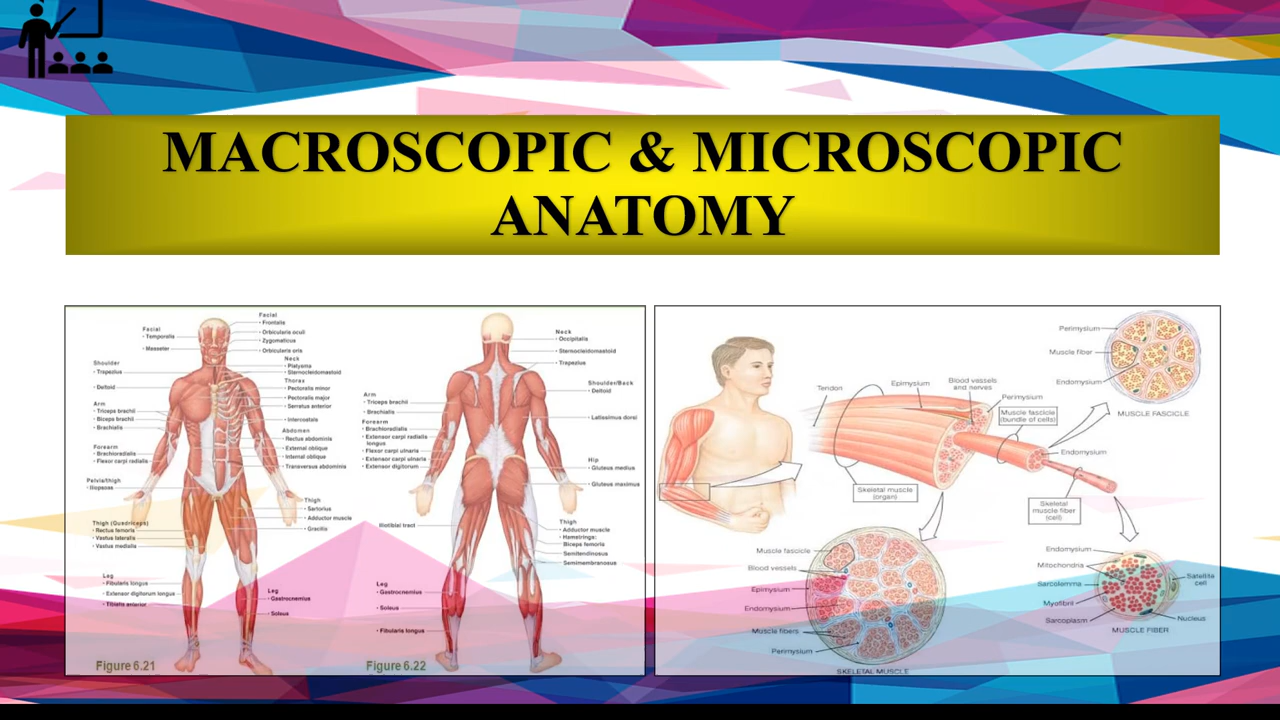 MACROSCOPIC & MICROSCOPIC
ANATOMY
Facial
• Temporalis
• Masseter
Shoulder
• Trapezius
• Deltoid
Arm
• Triceps brachii
• Biceps brachii
• Brachialis
Forearm
• Brachioradialis
• Flexor carpi radialis
Pelvis/thigh
• Iliopsoas
Thigh (Quadriceps)
• Rectus femoris
• Vastus lateralis
• Vastus medialis
Leg
• Fibularis longus
• Extensor digitorum longus
• Tibialis anterior
Facial
• Frontalis
• Orbicularis oculi
• Zygomaticus
• Orbicularis oris
Neck
• Platysma
• Sternocleidomastoid
Thorax
• Pectoralis minor
• Pectoralis major
• Serratus anterior
• Intercostals
Abdomen
• Rectus abdominis
• External oblique
• Internal oblique
• Transversus abdominis
Thigh
• Sartorius
• Adductor muscle
• Gracilis
Leg
• Gastrocnemius
• Soleus
Figure 6.21
Arm
• Triceps brachii
• Brachialis
Forearm
• Brachioradialis
• Extensor carpi radialis
longus
• Flexor carpi ulnaris
• Extensor carpi ulnaris
• Extensor digitorum
Iliotibial tract
Leg
• Gastrocnemius
• Soleus
• Fibularis longus
Neck
• Occipitalis
• Sternocleidomastoid
• Trapezius
Shoulder/Back
• Deltoid
• Latissimus dorsi
Hip
• Gluteus medius
• Gluteus maximus
Thigh
• Adductor muscle
• Hamstrings:
Biceps femoris
Semitendinosus
Semimembranosus
Figure 6.22
Tendon
Epimysium
Blood vessels
and nerves
Perimysium
Muscle fascicle
(bundle of cells)
Endomysium
Skeletal muscle
(organ)
Skeletal
muscle fiber
(cell)
Perimysium
Muscle fiber
Endomysium
MUSCLE FASCICLE
Muscle fascicle
Blood vessels
Epimysium
Endomysium
Muscle fibers
Perimysium
SKELETAL MUSCLE
Endomysium
Mitochondria
Sarcolemma
Myofibril
Sarcoplasm
Satellite
cell
Nucleus
MUSCLE FIBER